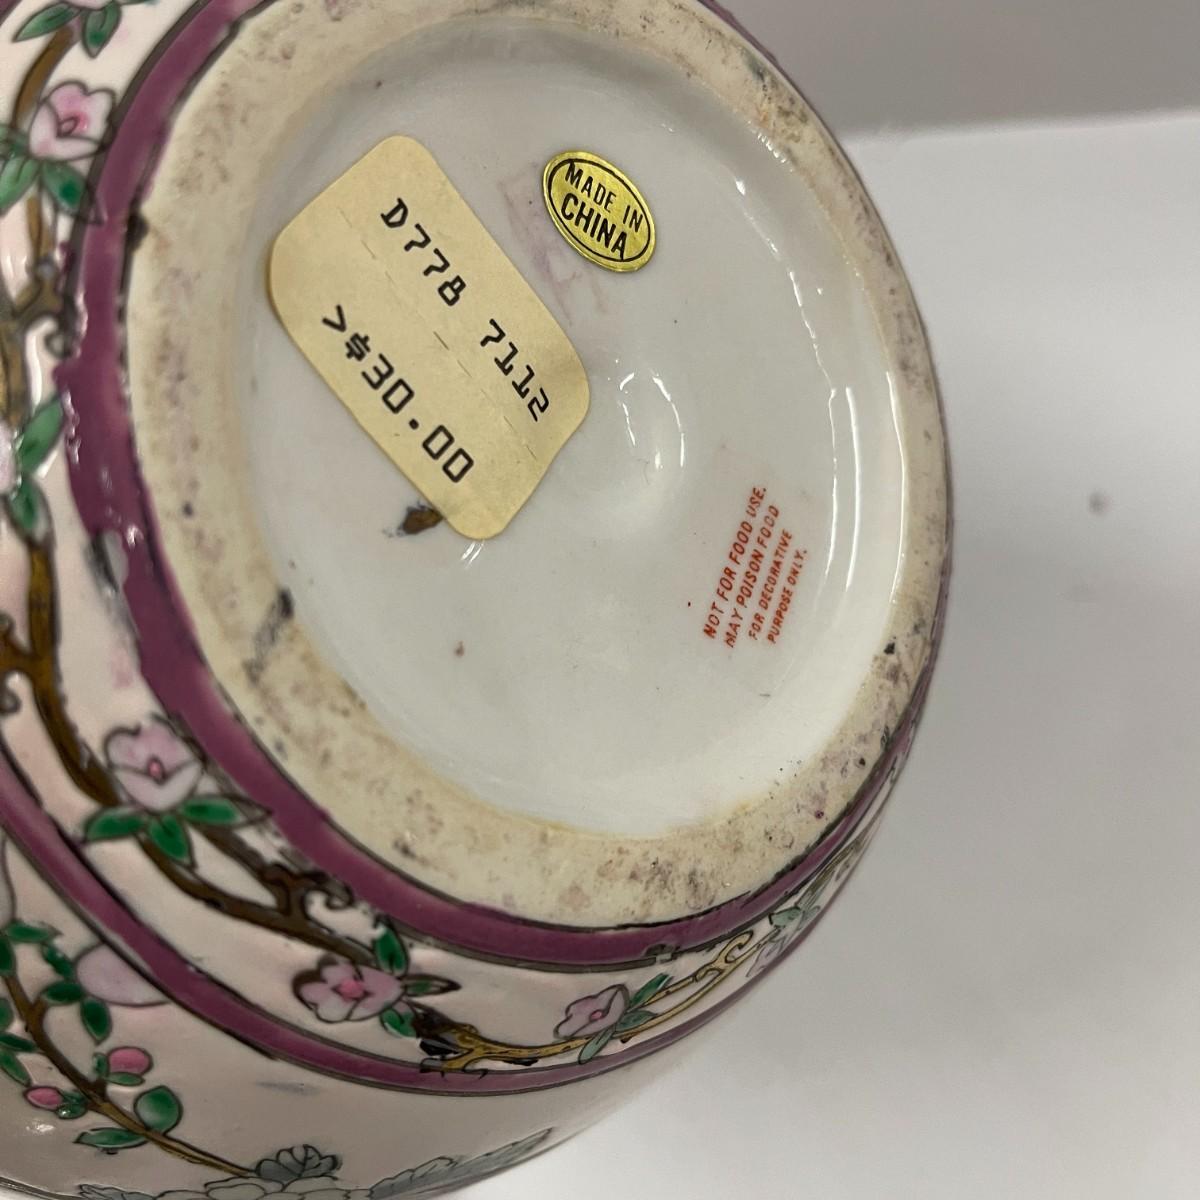 D778 7112
>$30.00
MADE IN
CHINA
NOT FOR FOOD USE.
MAY POISON FOOD
FOR DECORATIVE
PURPOSE ONLY.